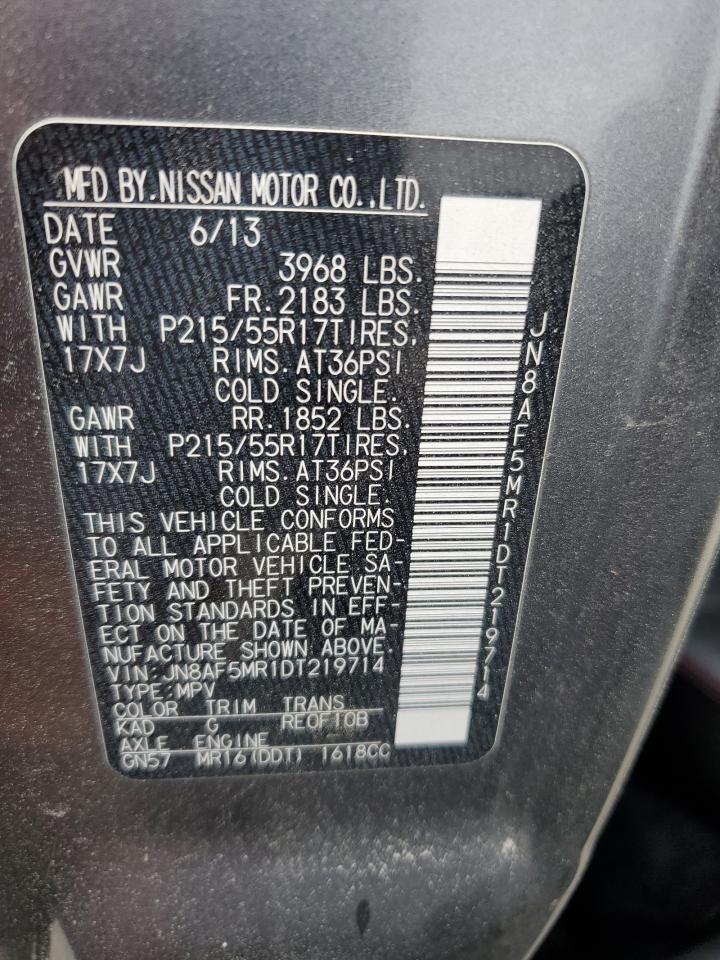 MFD BY.NISSAN MOTOR CO.,LTD.
DATE 6/13
GVWR 3968 LBS.
GAWR FR.2183 LBS.
WITH P215/55R17TIRES,
17X7J RIMS.AT36PSI
COLD SINGLE.
GAWR RR.1852 LBS.
WITH P215/55R17TIRES,
17X7J RIMS.AT36PSI
COLD SINGLE.
THIS VEHICLE CONFORMS
TO ALL APPLICABLE FED-
ERAL MOTOR VEHICLE SA-
FETY AND THEFT PREVEN-
TION STANDARDS IN EFF-
ECT ON THE DATE OF MA-
NUFACTURE SHOWN ABOVE.
VIN:JN8AF5MR1DT219714
TYPE:MPV
COLOR TRIM TRANS
KAD G RE0F10B
AXLE ENGINE
GN57 MR16(DDT) 1618CC
JN8AF5MR1DT219714